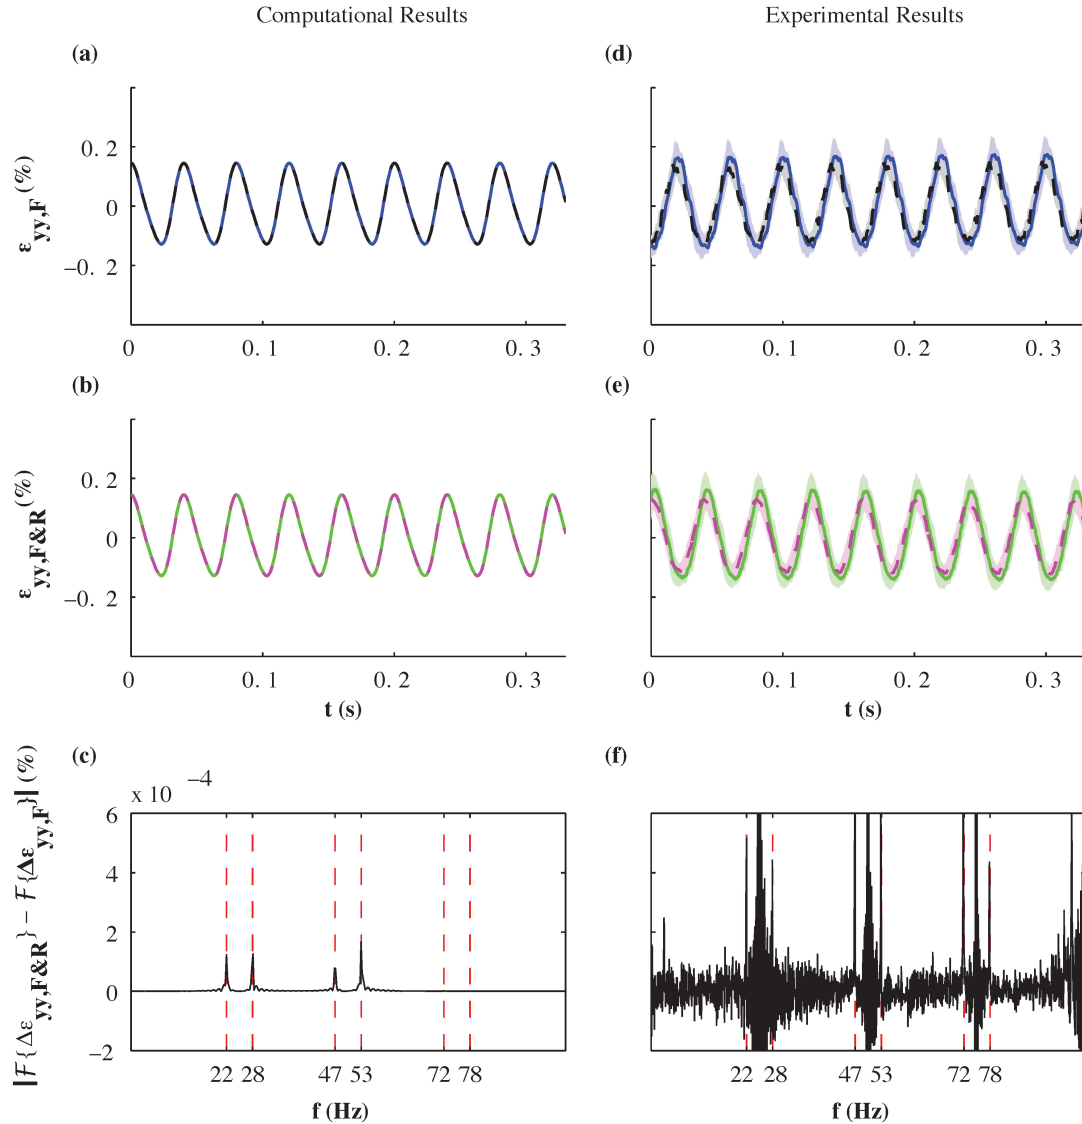 Computational Results
Experimental Results
(a)
ε yy,F (%)
0. 2
0
−0. 2
0 0. 1 0. 2 0. 3
(d)
0 0. 1 0. 2 0. 3
(b)
ε yy,F&R (%)
0. 2
0
−0. 2
0 0. 1 0. 2 0. 3
t (s)
(e)
0 0. 1 0. 2 0. 3
t (s)
(c)
x 10 −4
|F{Δε yy,F&R} − F{Δε yy,F}| (%)
6
4
2
0
−2
22 28 47 53 72 78
f (Hz)
(f)
22 28 47 53 72 78
f (Hz)